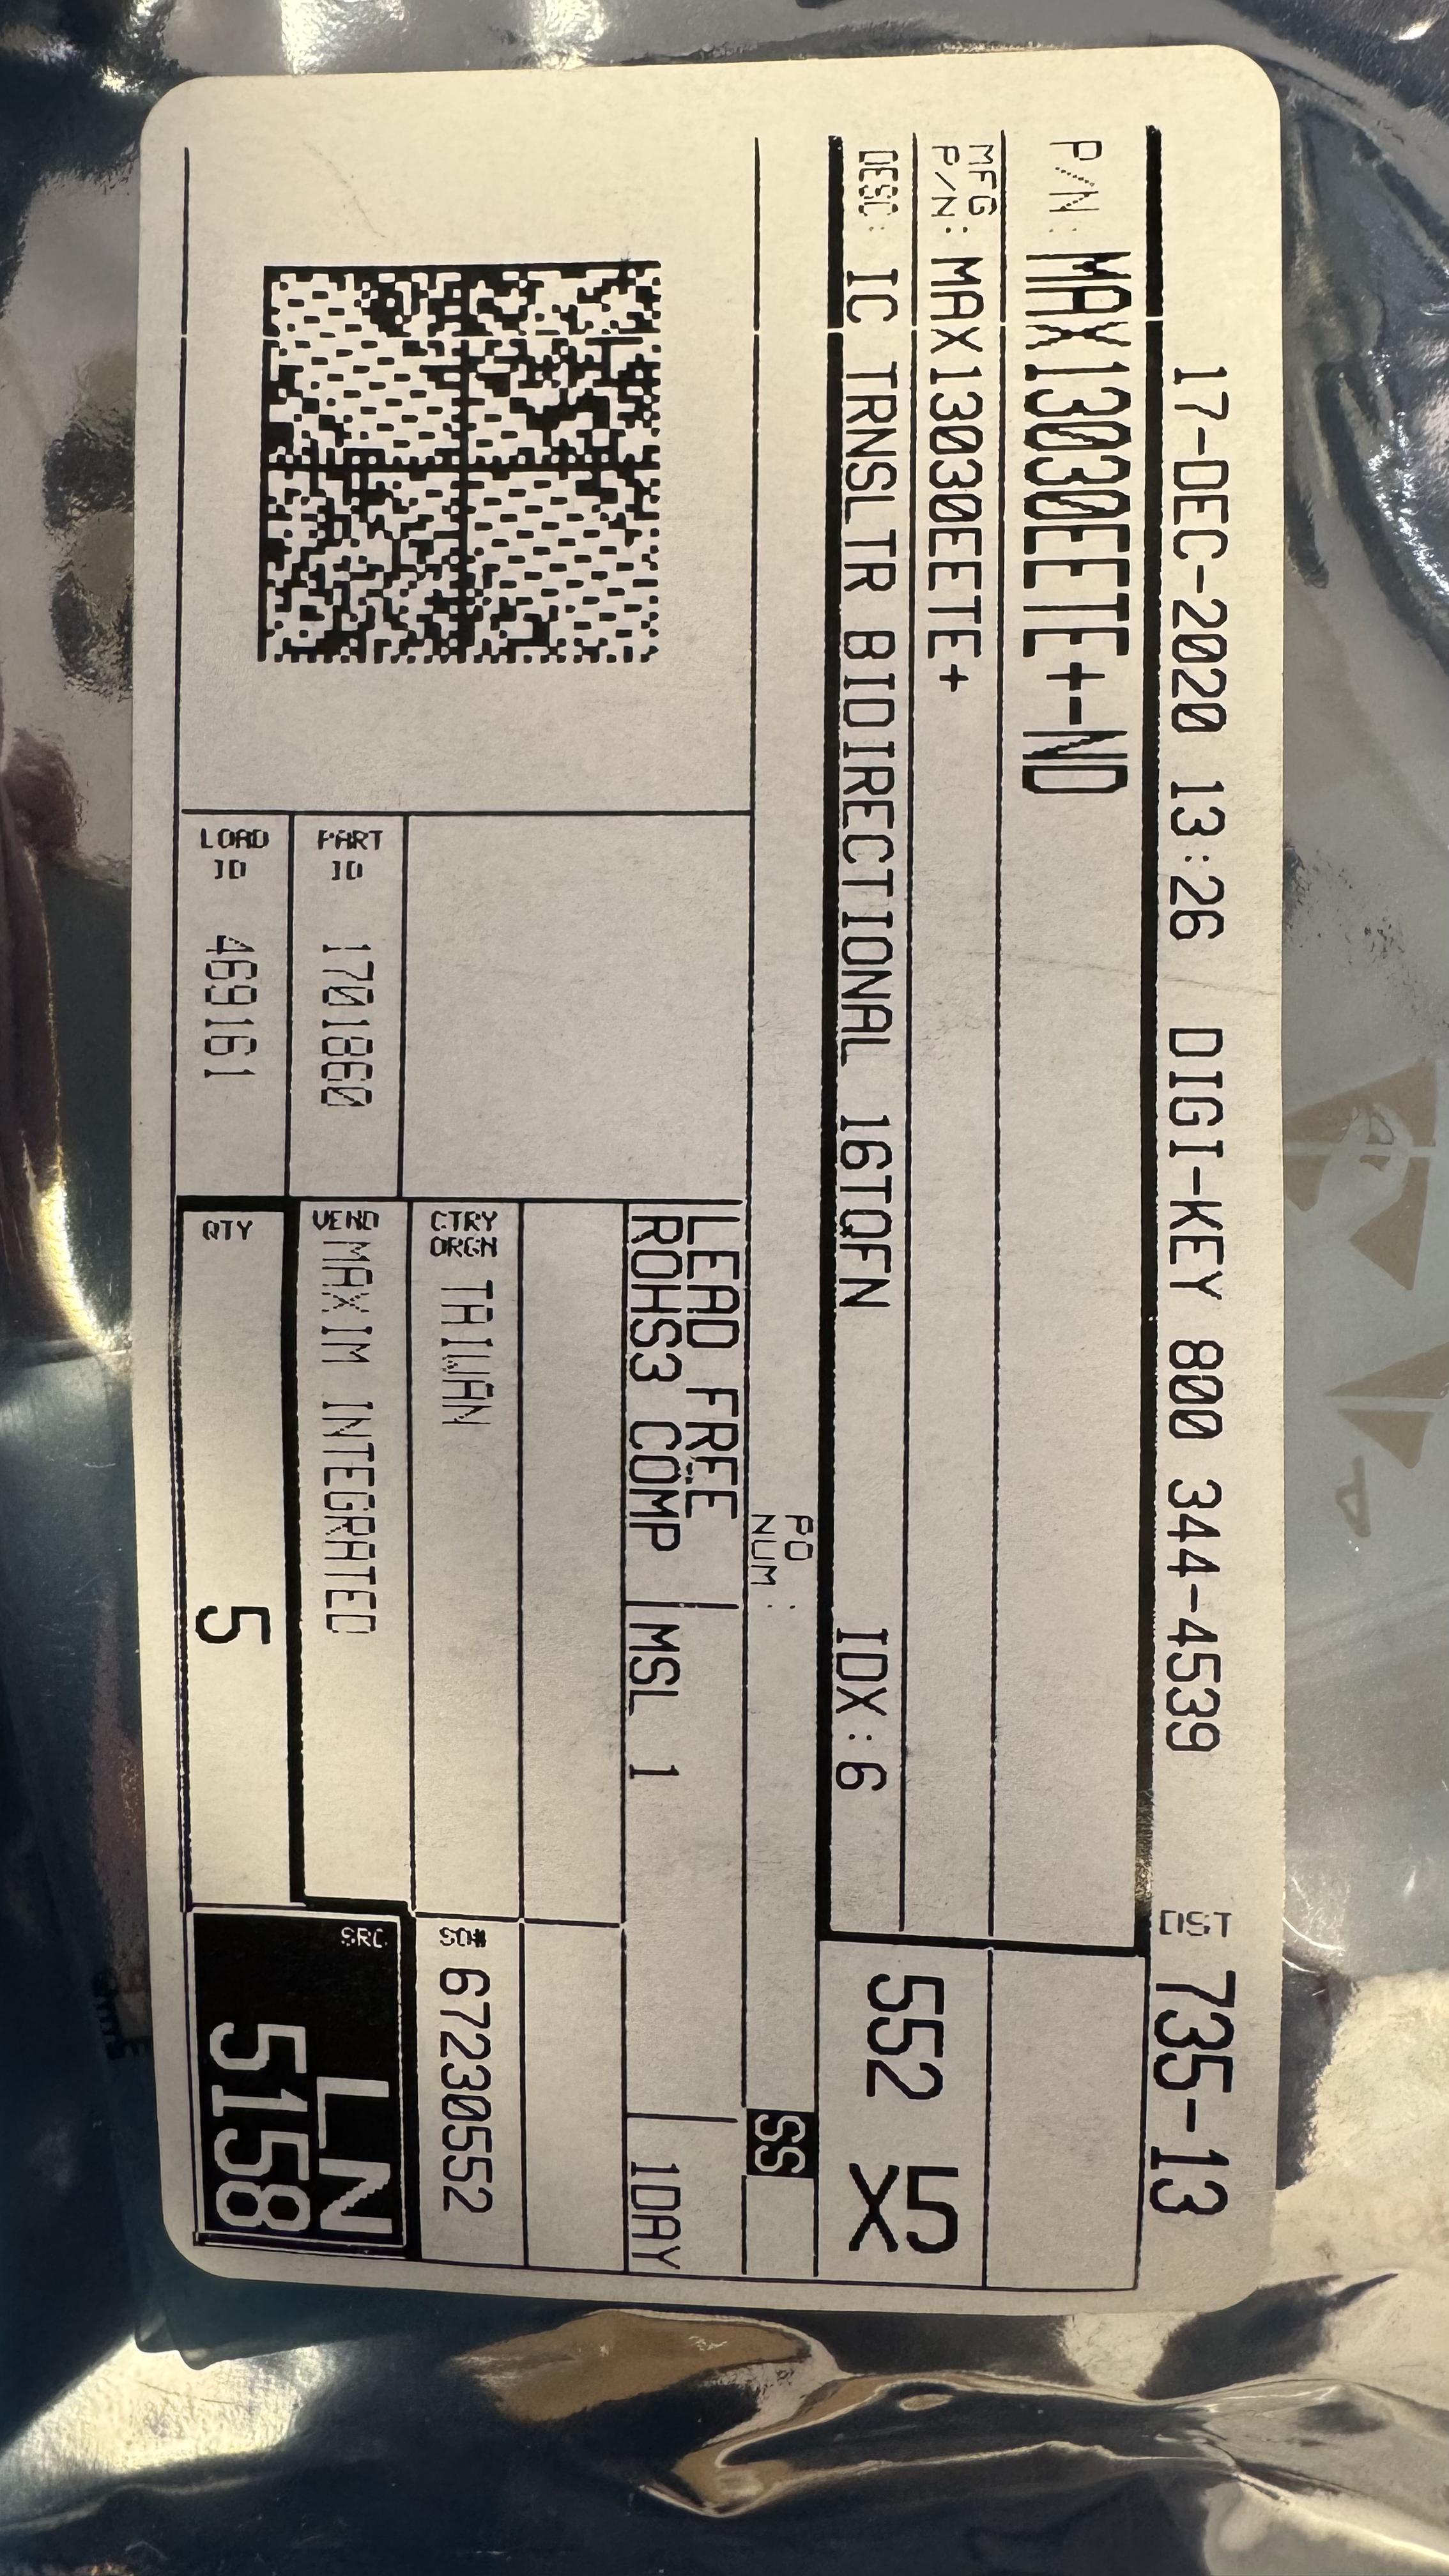 17-DEC-2020 13:26 DIGI-KEY 800 344-4539 DIST 735-13
P/N: MAX13030EETE+-ND
MFG P/N: MAX13030EETE+
DESC: IC TRNSLTR BIDIRECTIONAL 16TQFN IDX:6
552 X5
PO NUM:
SS
LEAD FREE
ROHS3 COMP
MSL 1
1DAY
CTRY ORGN TAIWAN
SO# 67230552
PART ID 1701860
VEND MAXIM INTEGRATED
SRC LN
5158
LOAD ID 469161
QTY 5